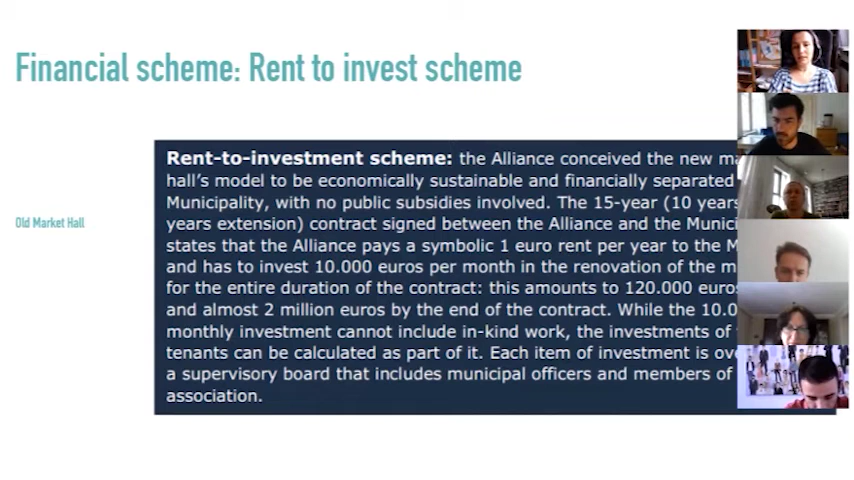 Financial scheme: Rent to invest scheme
Rent-to-investment scheme: the Alliance conceived the new ma
hall's model to be economically sustainable and financially separated
Municipality, with no public subsidies involved. The 15-year (10 years
years extension) contract signed between the Alliance and the Munici
states that the Alliance pays a symbolic 1 euro rent per year to the M
and has to invest 10.000 euros per month in the renovation of the m
for the entire duration of the contract: this amounts to 120.000 euros
and almost 2 million euros by the end of the contract. While the 10.0
monthly investment cannot include in-kind work, the investments of
tenants can be calculated as part of it. Each item of investment is ove
a supervisory board that includes municipal officers and members of
association.
Old Market Hall